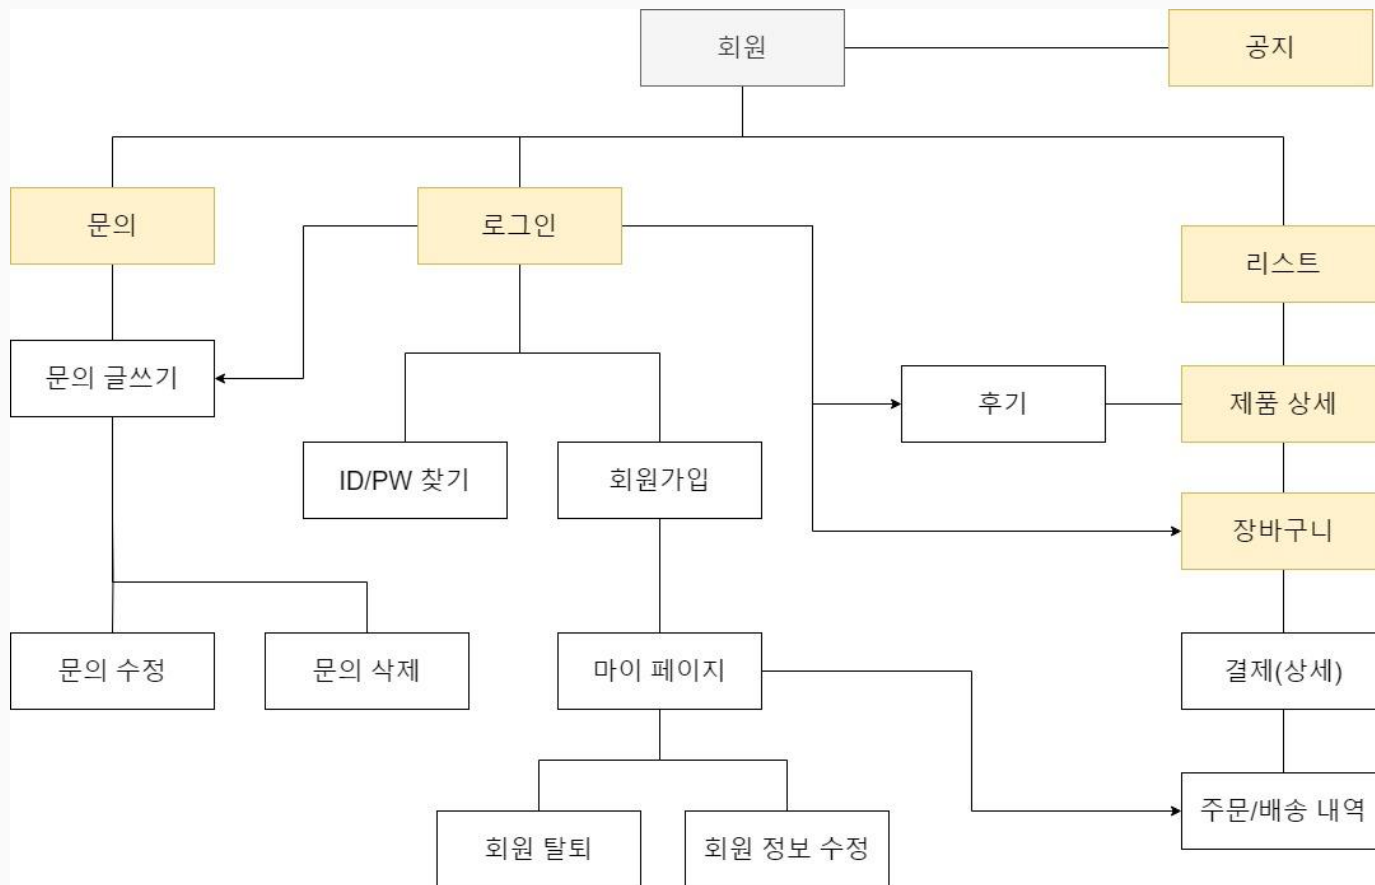 회원
공지
문의
로그인
리스트
문의 글쓰기
후기
제품 상세
ID/PW 찾기
회원가입
장바구니
문의 수정
문의 삭제
마이 페이지
결제(상세)
주문/배송 내역
회원 탈퇴
회원 정보 수정